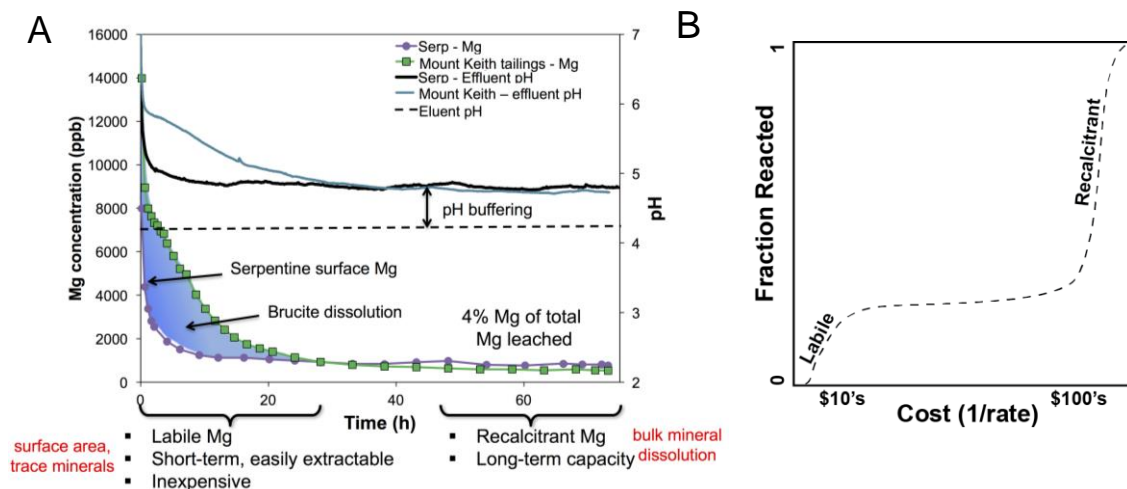 A
16000
14000
12000
10000
8000
6000
4000
2000
0
Mg concentration (ppb)
Serp - Mg
Mount Keith tailings - Mg
Serp - Effluent pH
Mount Keith – effluent pH
Eluent pH
pH buffering
Serpentine surface Mg
Brucite dissolution
4% Mg of total
Mg leached
7
6
5
4
3
2
pH
0
20
40
60
Time (h)
surface area,
trace minerals
▪ Labile Mg
▪ Short-term, easily extractable
▪ Inexpensive
▪ Recalcitrant Mg
▪ Long-term capacity
bulk mineral
dissolution
B
1
0
Fraction Reacted
Labile
Recalcitrant
$10's
$100's
Cost (1/rate)